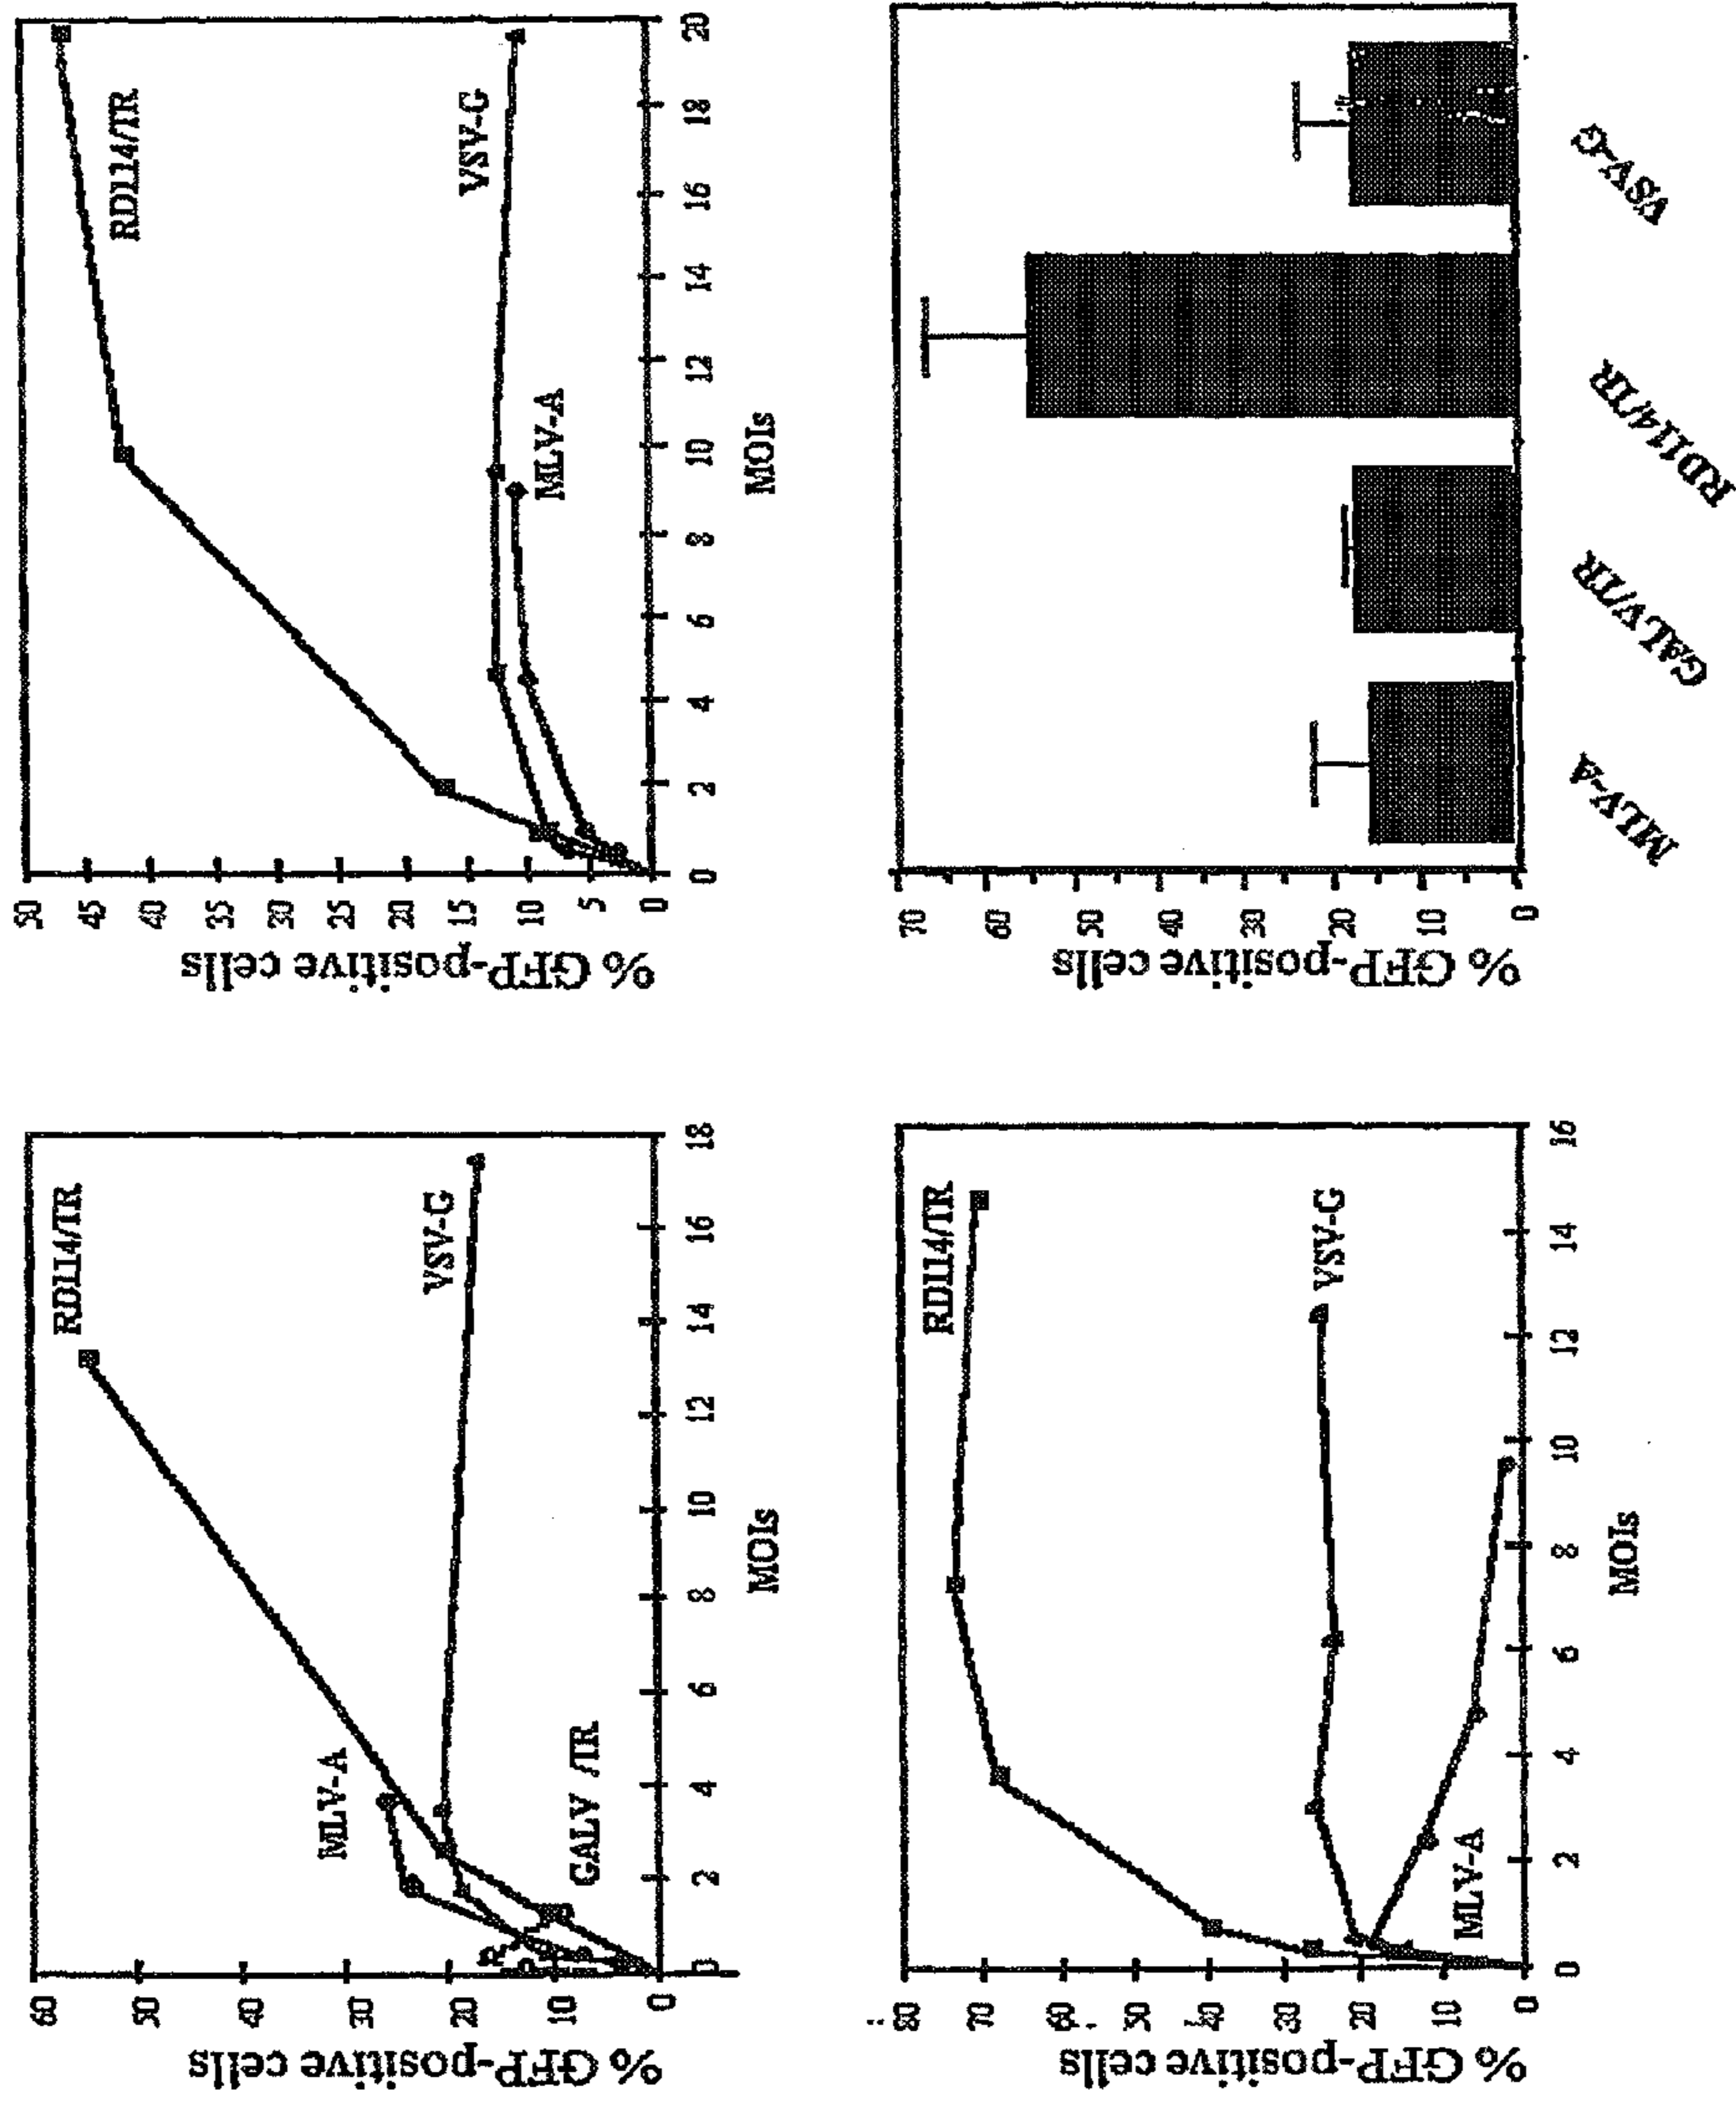 % GFP-positive cells
60
50
40
30
20
10
0
RD114/TR
MLV-A
VSV-G
GALV /TR
0 2 4 6 8 10 12 14 16 18
MOIs
% GFP-positive cells
50
45
40
35
30
25
20
15
10
5
0
RD114/TR
VSV-G
MLV-A
0 2 4 6 8 10 12 14 16 18 20
MOIs
% GFP-positive cells
80
70
60
50
40
30
20
10
0
RD114/TR
VSV-G
MLV-A
0 2 4 6 8 10 12 14 16
MOIs
% GFP-positive cells
70
60
50
40
30
20
10
0
MLV-A
GALV/TR
RD114/TR
VSV-G